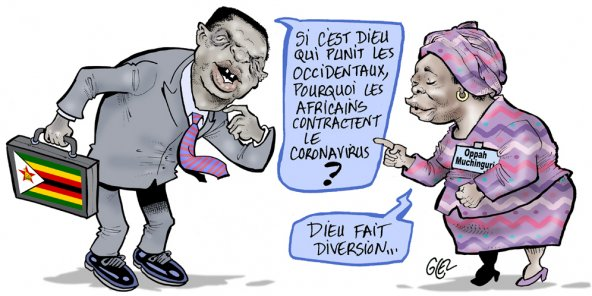 SI C'EST DIEU
QUI PUNIT LES
OCCIDENTAUX,
POURQUOI LES
AFRICAINS
CONTRACTENT
LE
CORONAVIRUS
?
Oppah
Muchinguri
DIEU FAIT
DIVERSION...
GLEZ